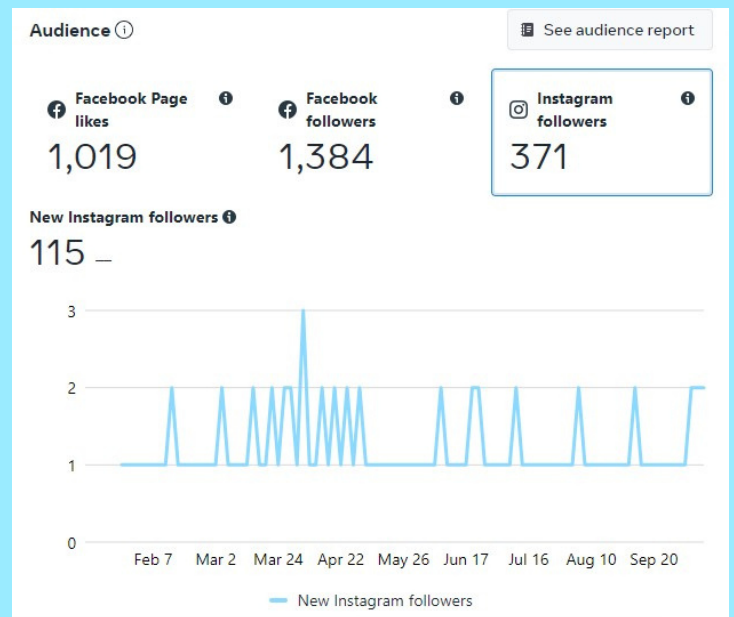 Audience
See audience report
Facebook Page
likes
1,019
Facebook
followers
1,384
Instagram
followers
371
New Instagram followers
115 —
3
2
1
0
Feb 7 Mar 2 Mar 24 Apr 22 May 26 Jun 17 Jul 16 Aug 10 Sep 20
New Instagram followers